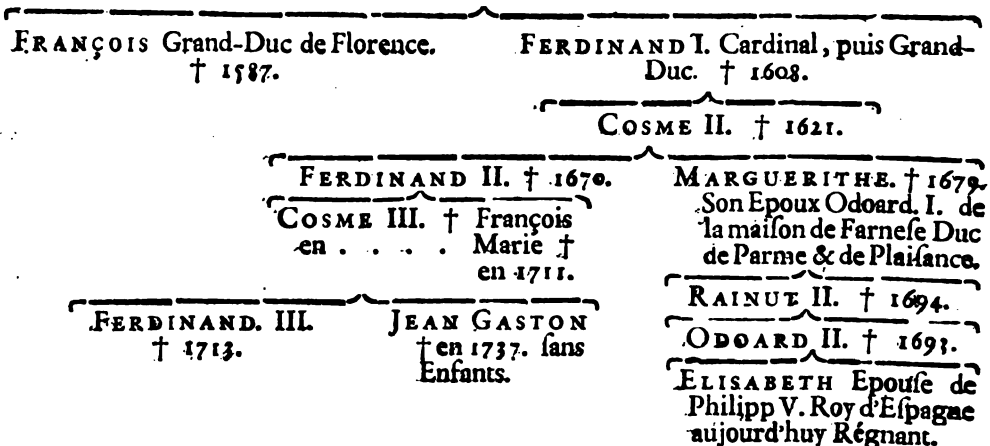 FRANÇOIS Grand-Duc de Florence.
† 1587.
FERDINAND I. Cardinal, puis Grand-
Duc. † 1608.
COSME II. † 1621.
FERDINAND II. † 1670.
MARGUERITHE. † 1679.
Son Epoux Odoard. I. de
la maiſon de Farneſe Duc
de Parme & de Plaiſance.
COSME III. †
en . . . .
François
Marie †
en 1711.
RAINUT II. † 1694.
FERDINAND. III.
† 1713.
JEAN GASTON
† en 1737. ſans
Enfants.
ODOARD II. † 1693.
ELISABETH Epouſe de
Philipp V. Roy d'Eſpagne
aujourd'huy Régnant.